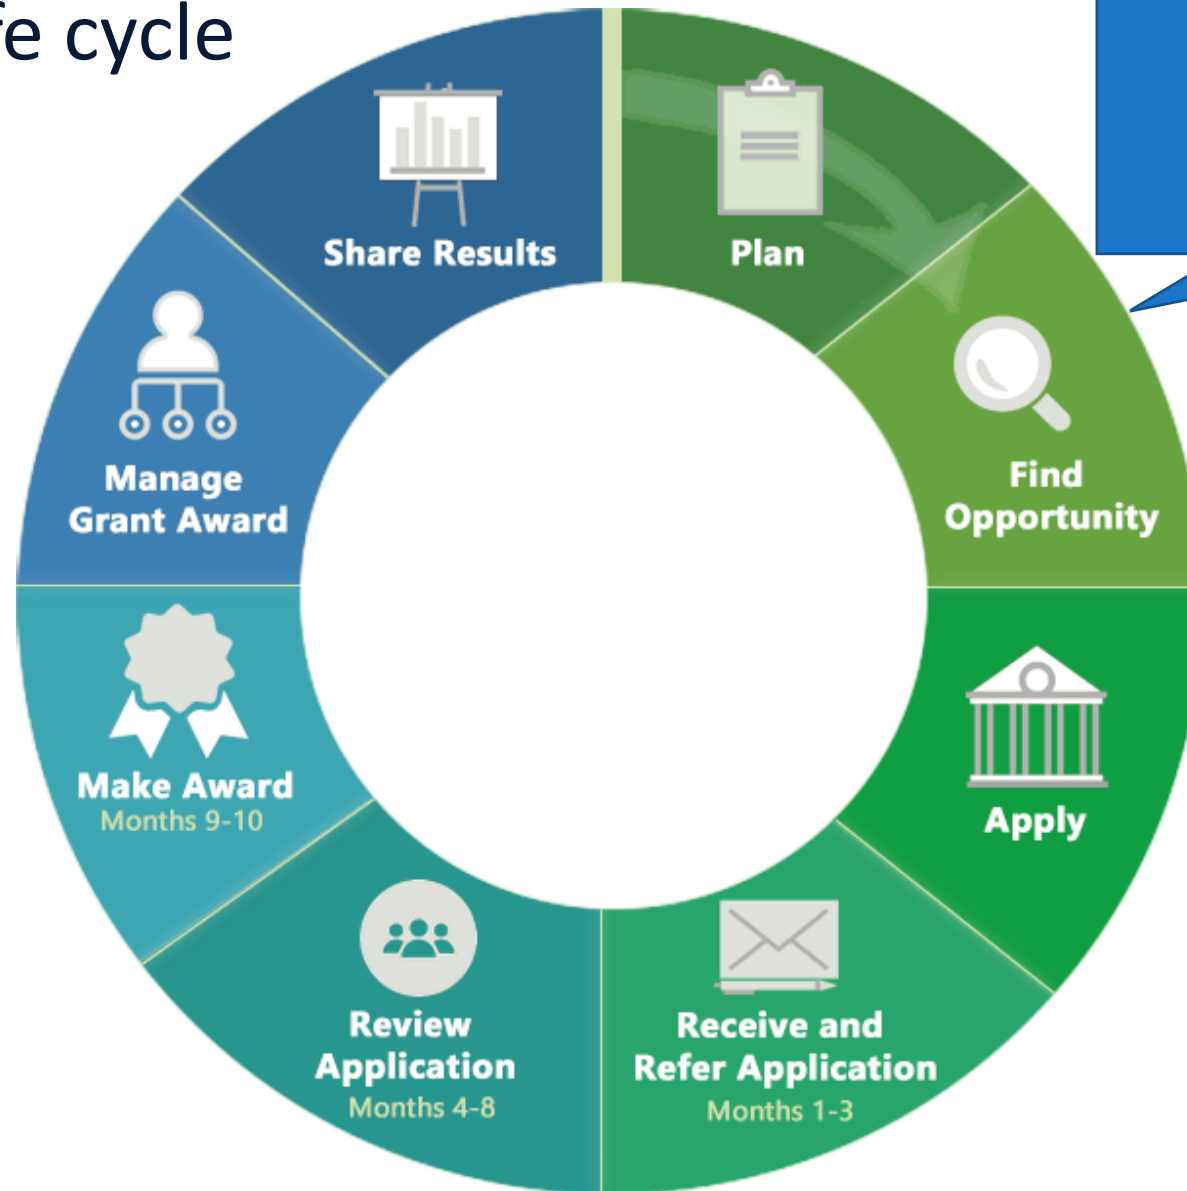 cycle
Plan
Find
Opportunity
Apply
Receive and
Refer Application
Months 1-3
Review
Application
Months 4-8
Make Award
Months 9-10
Manage
Grant Award
Share Results